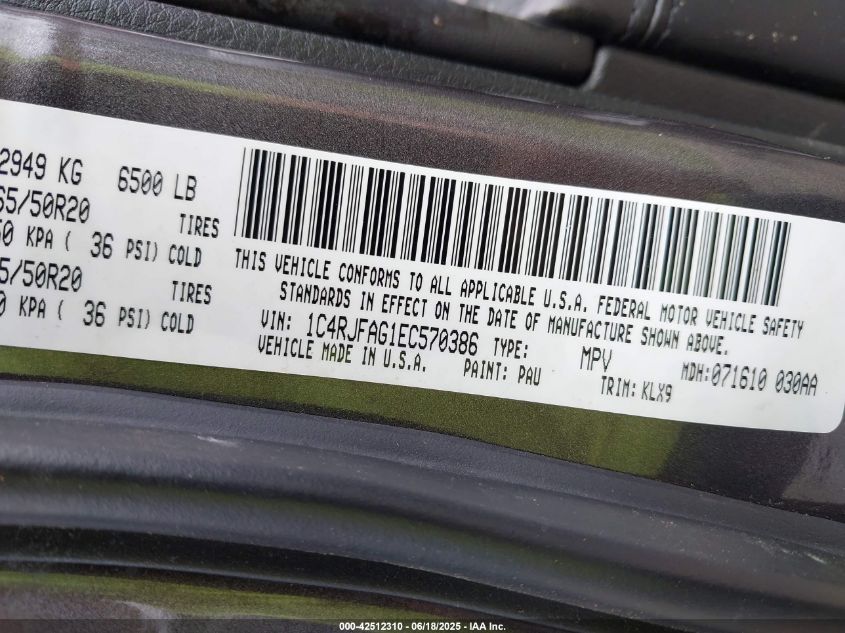 2949 KG 6500 LB
65/50R20 TIRES
50 KPA ( 36 PSI) COLD
5/50R20 TIRES
0 KPA ( 36 PSI) COLD
THIS VEHICLE CONFORMS TO ALL APPLICABLE U.S.A. FEDERAL MOTOR VEHICLE SAFETY
STANDARDS IN EFFECT ON THE DATE OF MANUFACTURE SHOWN ABOVE.
VIN: 1C4RJFAG1EC570386 TYPE: MPV MDH:071610 030AA
VEHICLE MADE IN U.S.A. PAINT: PAU TRIM: KLX9
000-42512310 - 06/18/2025 - IAA Inc.